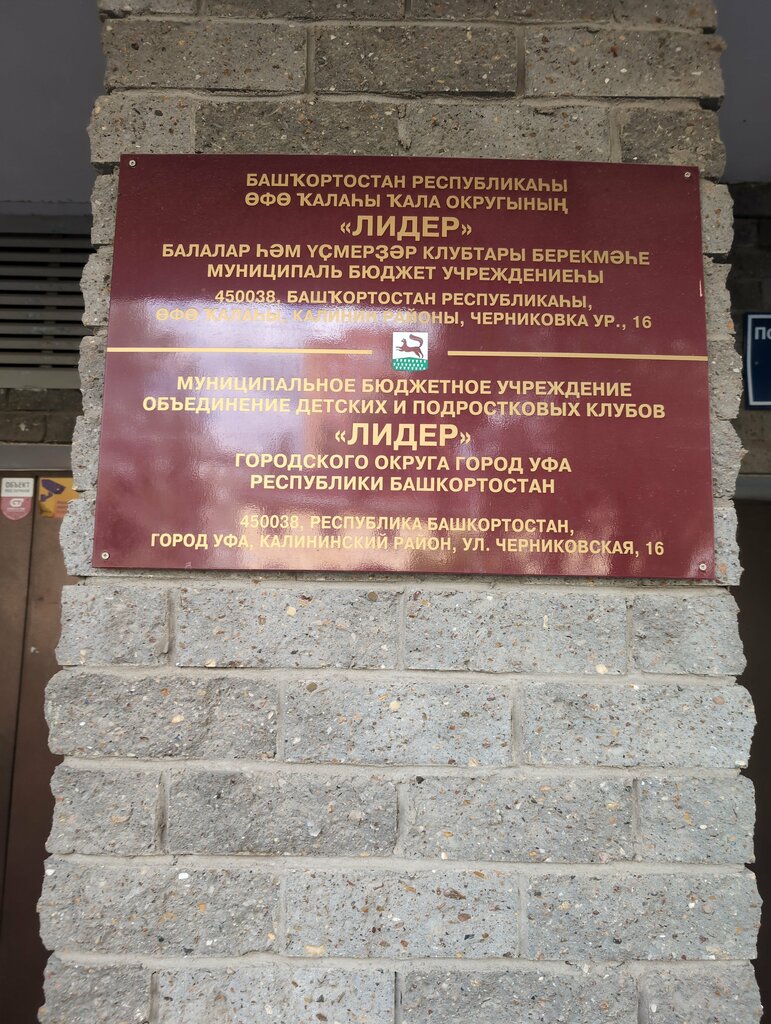 БАШҠОРТОСТАН РЕСПУБЛИКАҺЫ
ӨФӨ ҠАЛАҺЫ ҠАЛА ОКРУГЫНЫҢ
«ЛИДЕР»
БАЛАЛАР ҺӘМ ҮҪМЕРҘӘР КЛУБТАРЫ БЕРЕКМӘҺЕ
МУНИЦИПАЛЬ БЮДЖЕТ УЧРЕЖДЕНИЕҺЫ
450038, БАШҠОРТОСТАН РЕСПУБЛИКАҺЫ,
ӨФӨ ҠАЛАҺЫ, КАЛИНИН РАЙОНЫ, ЧЕРНИКОВКА УР., 16
МУНИЦИПАЛЬНОЕ БЮДЖЕТНОЕ УЧРЕЖДЕНИЕ
ОБЪЕДИНЕНИЕ ДЕТСКИХ И ПОДРОСТКОВЫХ КЛУБОВ
«ЛИДЕР»
ГОРОДСКОГО ОКРУГА ГОРОД УФА
РЕСПУБЛИКИ БАШКОРТОСТАН
450038, РЕСПУБЛИКА БАШКОРТОСТАН,
ГОРОД УФА, КАЛИНИНСКИЙ РАЙОН, УЛ. ЧЕРНИКОВСКАЯ, 16
ОБЪЕКТ